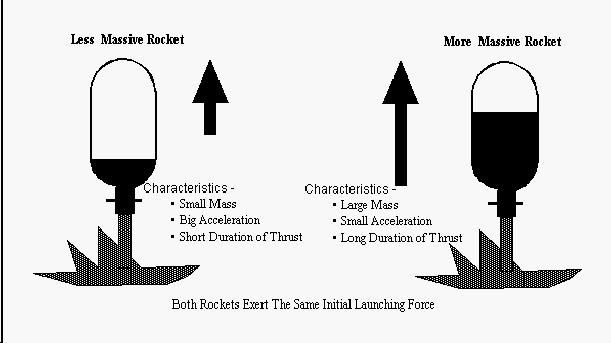 Less Massive Rocket
More Massive Rocket
Characteristics -
• Small Mass
• Big Acceleration
• Short Duration of Thrust
Characteristics -
• Large Mass
• Small Acceleration
• Long Duration of Thrust
Both Rockets Exert The Same Initial Launching Force